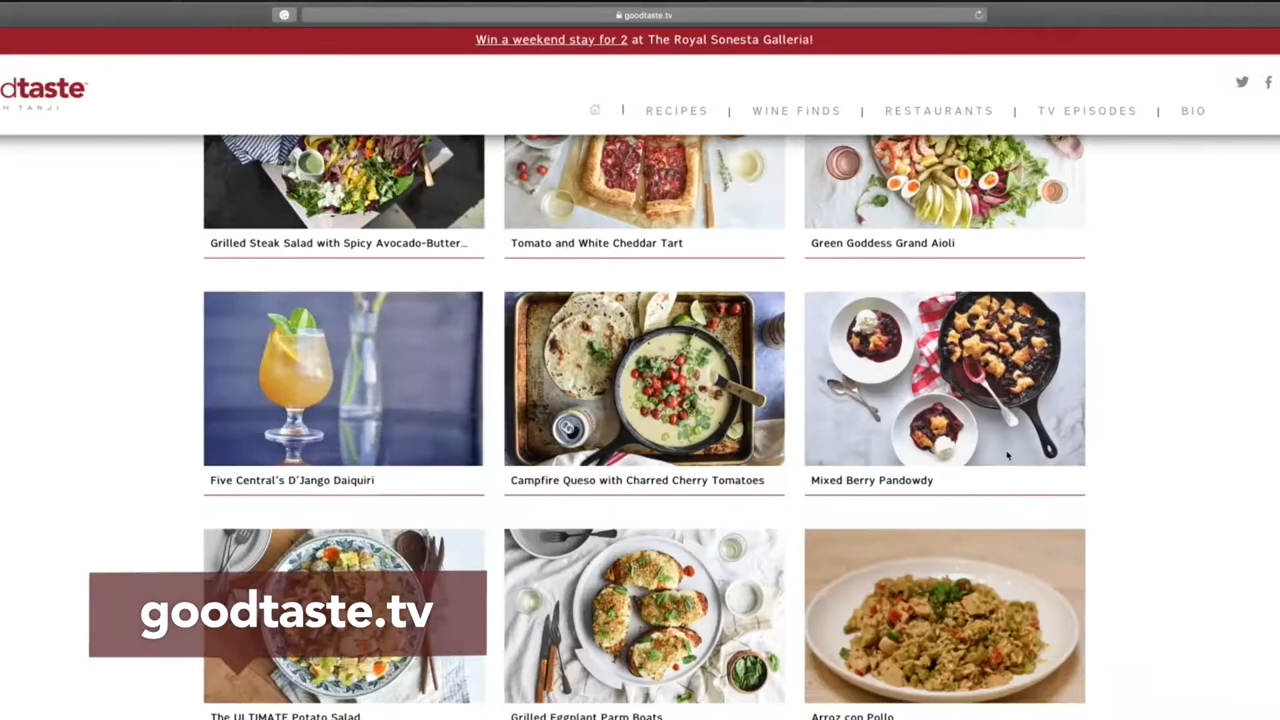 goodtaste.tv
Win a weekend stay for 2 at The Royal Sonesta Galleria!
dtaste
H TANJI
RECIPES | WINE FINDS | RESTAURANTS | TV EPISODES | BIO
Grilled Steak Salad with Spicy Avocado-Butter...
Tomato and White Cheddar Tart
Green Goddess Grand Aioli
Five Central's D'Jango Daiquiri
Campfire Queso with Charred Cherry Tomatoes
Mixed Berry Pandowdy
goodtaste.tv
The ULTIMATE Potato Salad
Grilled Eggplant Parm Boats
Arroz con Pollo